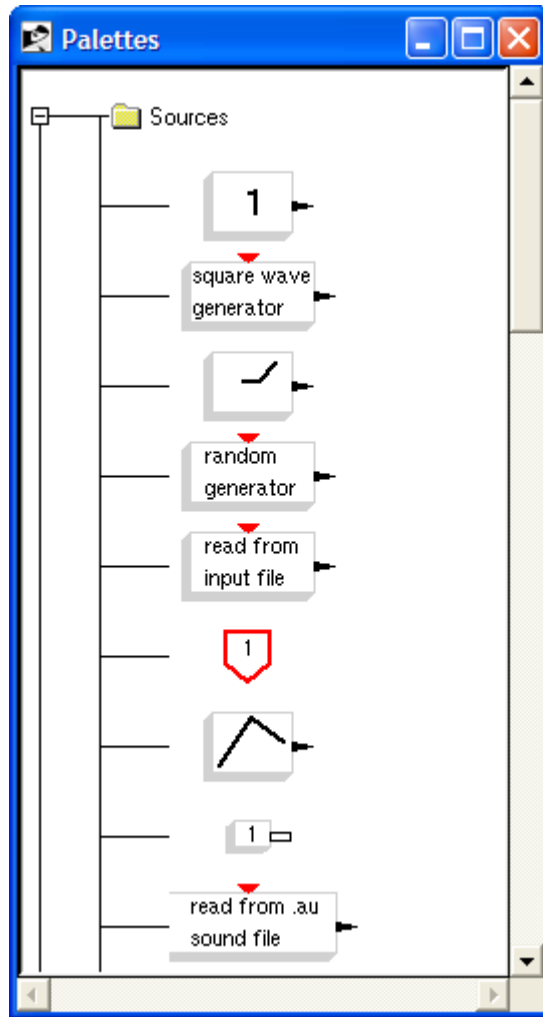 Palettes
Sources
1
square wave
generator
random
generator
read from
input file
1
1
read from .au
sound file